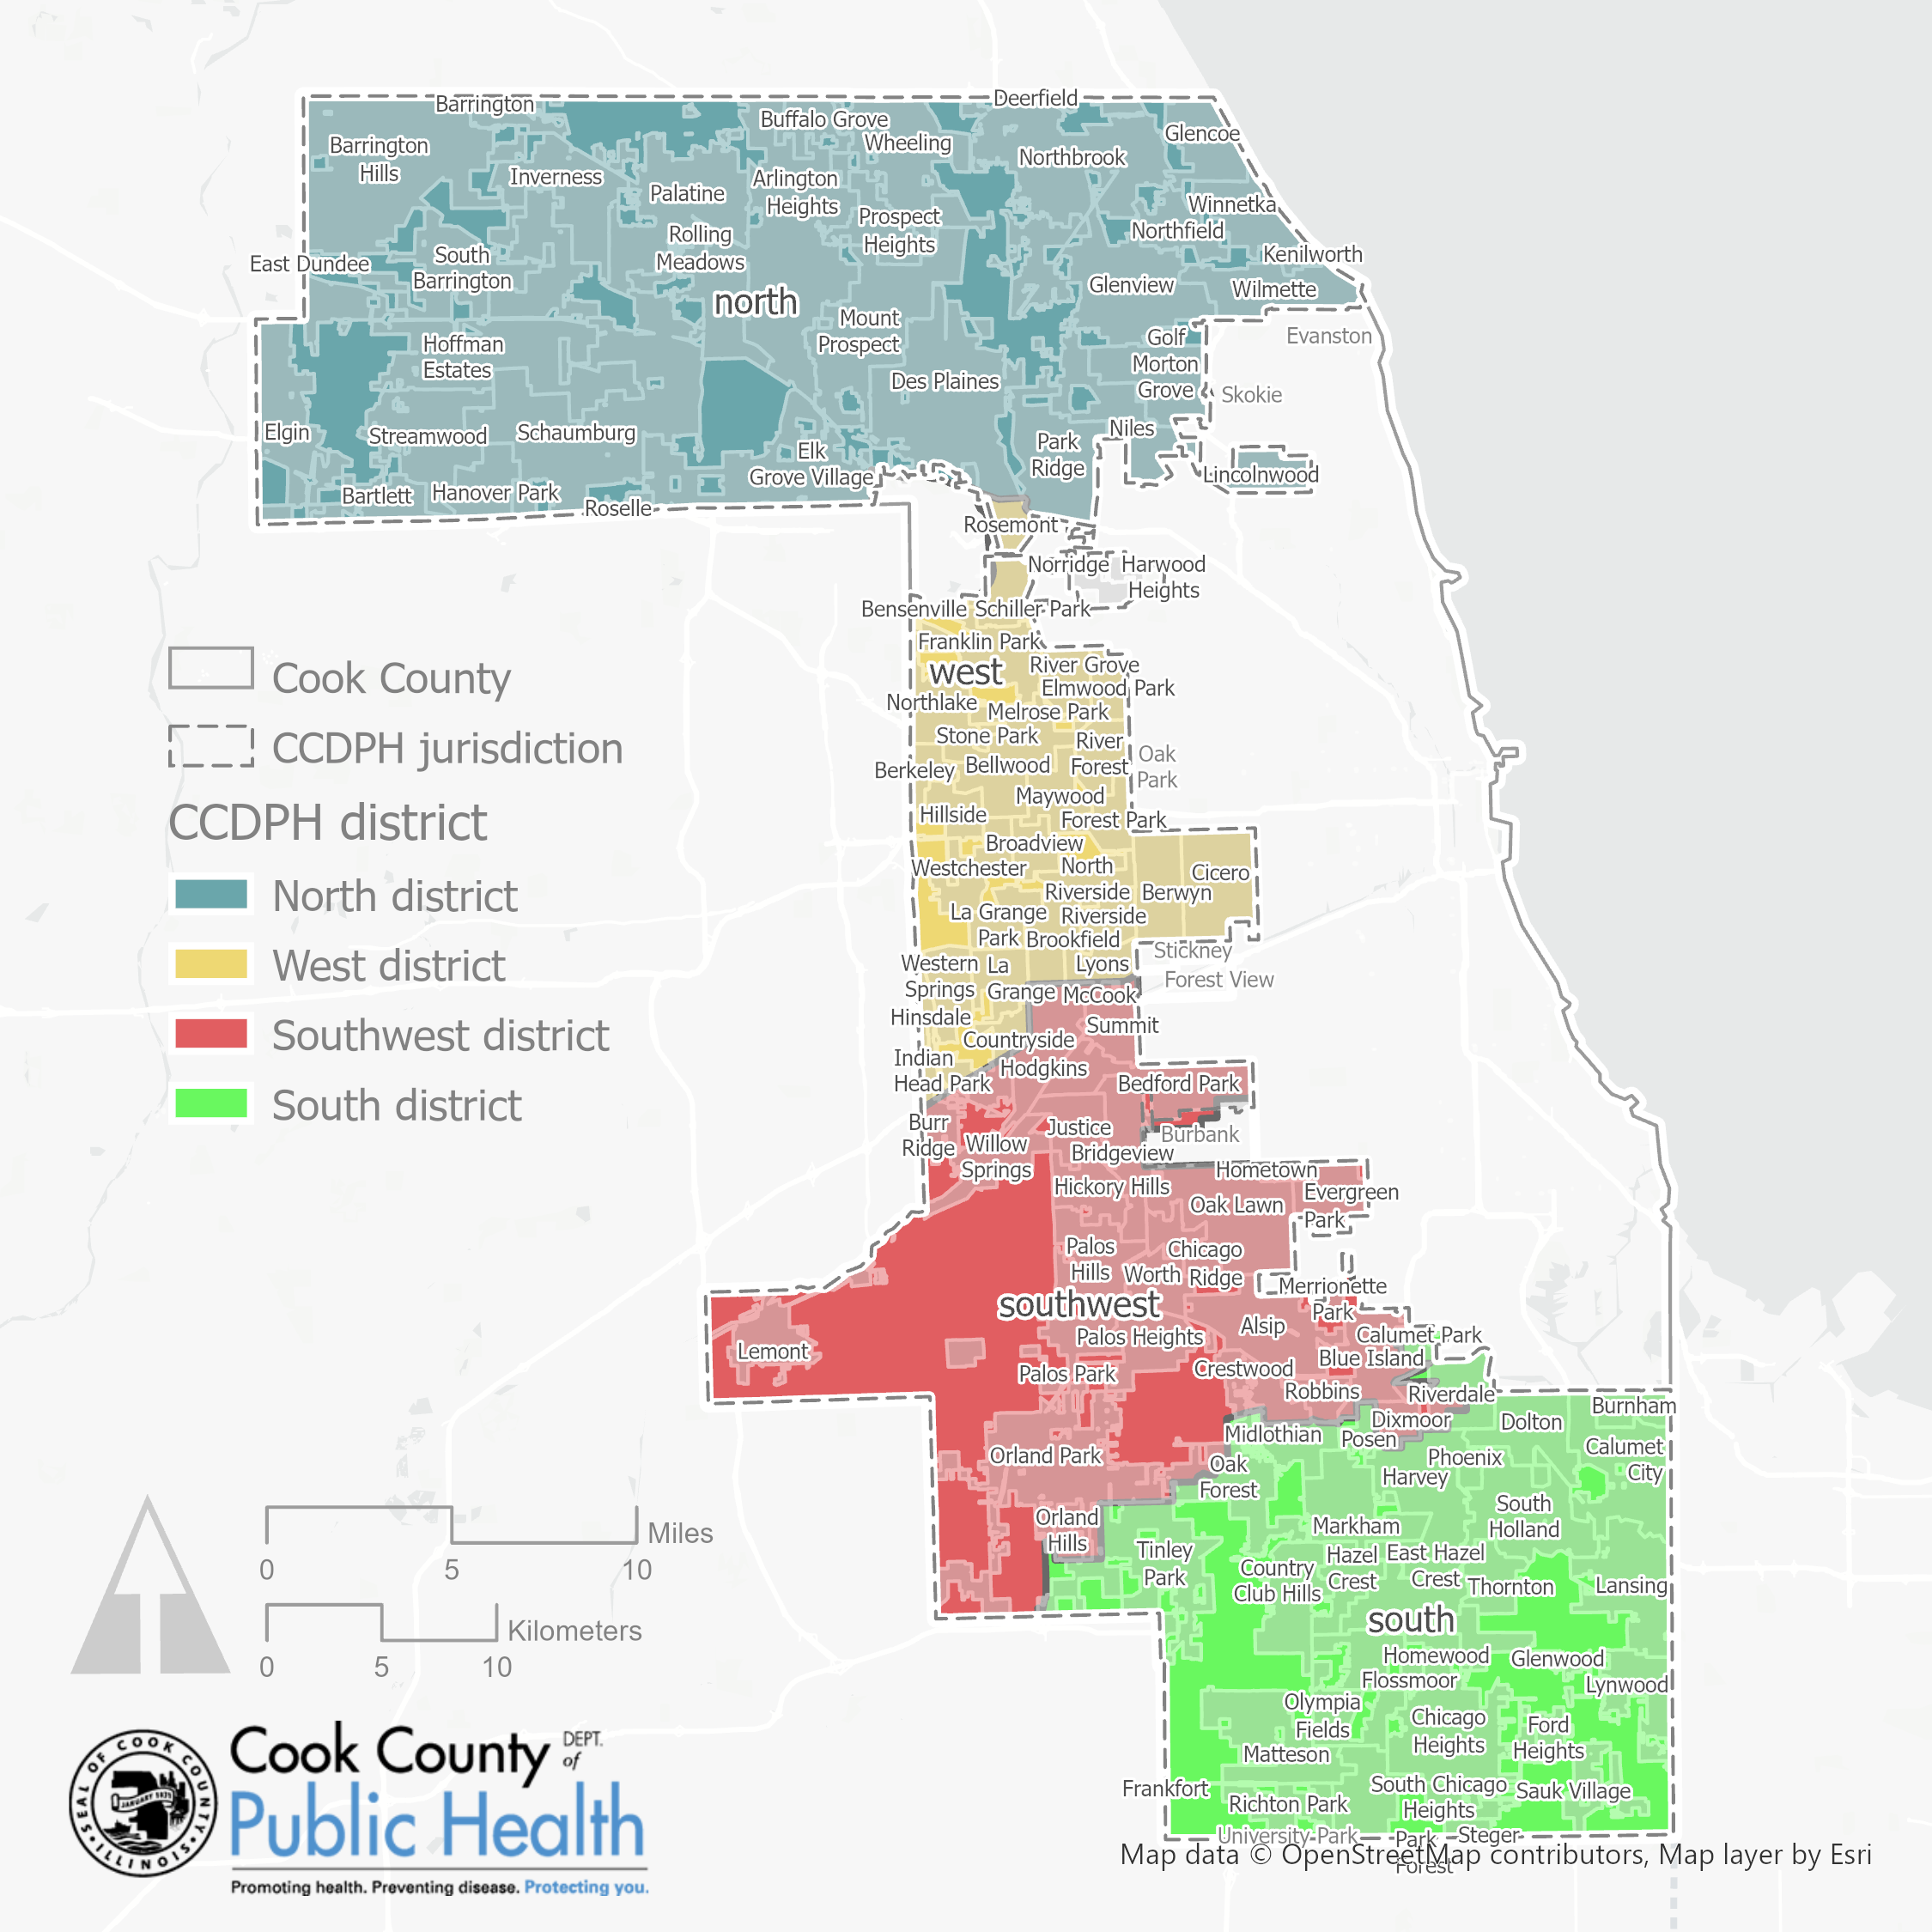 Barrington
Deerfield
Buffalo Grove
Wheeling
Glencoe
Barrington
Hills
Northbrook
Inverness
Palatine
Arlington
Heights
Winnetka
Prospect
Heights
Northfield
Rolling
Meadows
Kenilworth
East Dundee
South
Barrington
Glenview
Wilmette
north
Mount
Prospect
Evanston
Golf
Hoffman
Estates
Morton
Grove
Des Plaines
Skokie
Elgin
Streamwood
Schaumburg
Niles
Park
Ridge
Elk
Grove Village
Lincolnwood
Bartlett
Hanover Park
Roselle
Rosemont
Norridge
Harwood
Heights
Bensenville
Schiller Park
Franklin Park
west
River Grove
Elmwood Park
Northlake
Melrose Park
Stone Park
River
Forest
Oak
Park
Berkeley
Bellwood
Maywood
Hillside
Forest Park
Broadview
Westchester
North
Riverside
Cicero
Berwyn
La Grange
Park
Riverside
Brookfield
Stickney
Western
Springs
La
Grange
Lyons
Forest View
McCook
Hinsdale
Summit
Countryside
Indian
Head Park
Hodgkins
Bedford Park
Burr
Ridge
Justice
Burbank
Willow
Springs
Bridgeview
Hometown
Hickory Hills
Evergreen
Park
Oak Lawn
Palos
Hills
Chicago
Ridge
Worth
Merrionette
Park
southwest
Palos Heights
Alsip
Calumet Park
Lemont
Blue Island
Palos Park
Crestwood
Robbins
Riverdale
Burnham
Dixmoor
Dolton
Midlothian
Posen
Calumet
City
Orland Park
Phoenix
Oak
Forest
Harvey
South
Holland
Orland
Hills
Markham
Tinley
Park
Hazel
Crest
East Hazel
Crest
Country
Club Hills
Thornton
Lansing
south
Homewood
Glenwood
Flossmoor
Lynwood
Olympia
Fields
Chicago
Heights
Ford
Heights
Matteson
Frankfort
South Chicago
Heights
Sauk Village
Richton Park
University Park
Park
Forest
Steger
Cook County
CCDPH jurisdiction
CCDPH district
North district
West district
Southwest district
South district
Miles
0 5 10
Kilometers
0 5 10
SEAL OF COOK COUNTY
JANUARY 1831
ILLINOIS
Cook County DEPT. of
Public Health
Promoting health. Preventing disease. Protecting you.
Map data © OpenStreetMap contributors, Map layer by Esri